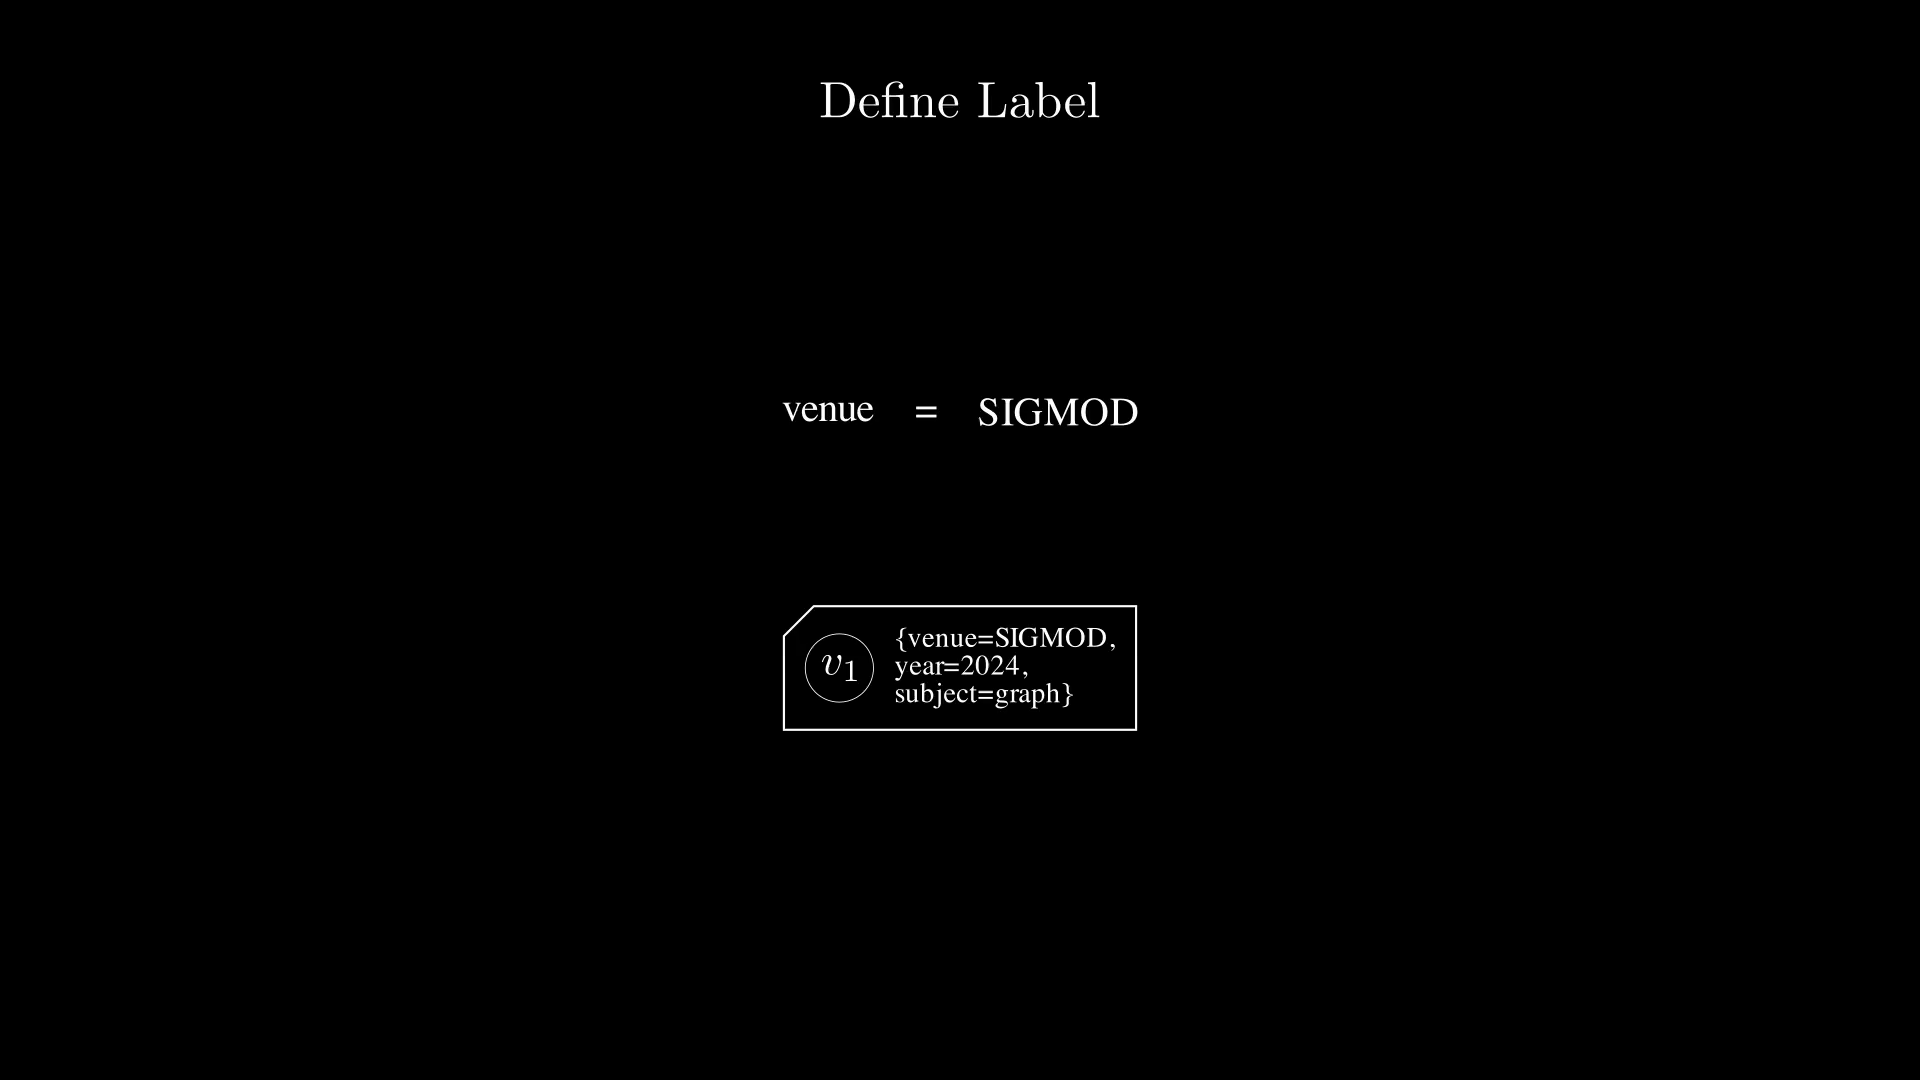 Define Label
venue = SIGMOD
v₁
{venue=SIGMOD,
year=2024,
subject=graph}